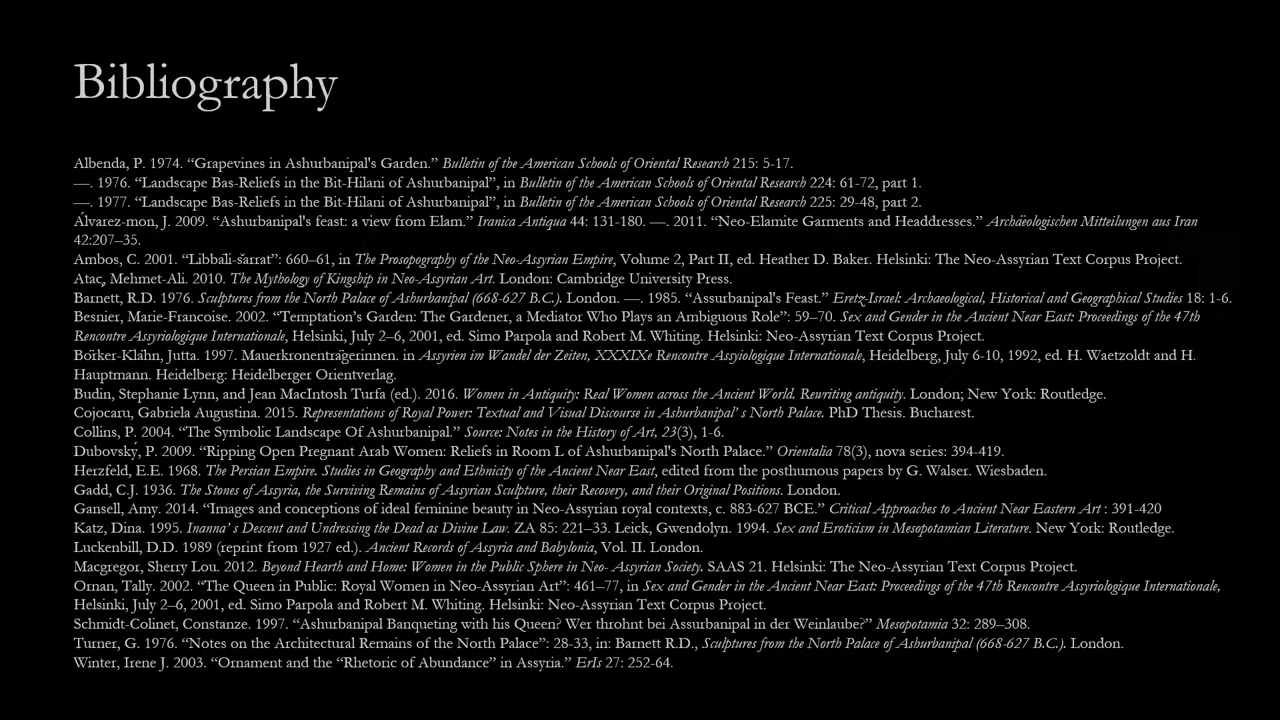 Bibliography
Albenda, P. 1974. “Grapevines in Ashurbanipal's Garden.” Bulletin of the American Schools of Oriental Research 215: 5-17.
—. 1976. “Landscape Bas-Reliefs in the Bit-Hilani of Ashurbanipal”, in Bulletin of the American Schools of Oriental Research 224: 61-72, part 1.
—. 1977. “Landscape Bas-Reliefs in the Bit-Hilani of Ashurbanipal”, in Bulletin of the American Schools of Oriental Research 225: 29-48, part 2.
Álvarez-mon, J. 2009. “Ashurbanipal's feast: a view from Elam.” Iranica Antiqua 44: 131-180. —. 2011. “Neo-Elamite Garments and Headdresses.” Archäeologischen Mitteilungen aus Iran
42:207–35.
Ambos, C. 2001. “Libbāli-šarrat”: 660–61, in The Prosopography of the Neo-Assyrian Empire, Volume 2, Part II, ed. Heather D. Baker. Helsinki: The Neo-Assyrian Text Corpus Project.
Ataç, Mehmet-Ali. 2010. The Mythology of Kingship in Neo-Assyrian Art. London: Cambridge University Press.
Barnett, R.D. 1976. Sculptures from the North Palace of Ashurbanipal (668-627 B.C.). London. —. 1985. “Assurbanipal's Feast.” Eretz-Israel: Archaeological, Historical and Geographical Studies 18: 1-6.
Besnier, Marie-Francoise. 2002. “Temptation's Garden: The Gardener, a Mediator Who Plays an Ambiguous Role”: 59–70. Sex and Gender in the Ancient Near East: Proceedings of the 47th
Rencontre Assyriologique Internationale, Helsinki, July 2–6, 2001, ed. Simo Parpola and Robert M. Whiting. Helsinki: Neo-Assyrian Text Corpus Project.
Börker-Klähn, Jutta. 1997. Mauerkronenträgerinnen. in Assyrien im Wandel der Zeiten, XXXIXe Rencontre Assyiologique Internationale, Heidelberg, July 6-10, 1992, ed. H. Waetzoldt and H.
Hauptmann. Heidelberg: Heidelberger Orientverlag.
Budin, Stephanie Lynn, and Jean MacIntosh Turfa (ed.). 2016. Women in Antiquity: Real Women across the Ancient World. Rewriting antiquity. London; New York: Routledge.
Cojocaru, Gabriela Augustina. 2015. Representations of Royal Power: Textual and Visual Discourse in Ashurbanipal’ s North Palace. PhD Thesis. Bucharest.
Collins, P. 2004. “The Symbolic Landscape Of Ashurbanipal.” Source: Notes in the History of Art, 23(3), 1-6.
Dubovský, P. 2009. “Ripping Open Pregnant Arab Women: Reliefs in Room L of Ashurbanipal's North Palace.” Orientalia 78(3), nova series: 394-419.
Herzfeld, E.E. 1968. The Persian Empire. Studies in Geography and Ethnicity of the Ancient Near East, edited from the posthumous papers by G. Walser. Wiesbaden.
Gadd, C.J. 1936. The Stones of Assyria, the Surviving Remains of Assyrian Sculpture, their Recovery, and their Original Positions. London.
Gansell, Amy. 2014. “Images and conceptions of ideal feminine beauty in Neo-Assyrian royal contexts, c. 883-627 BCE.” Critical Approaches to Ancient Near Eastern Art : 391-420
Katz, Dina. 1995. Inanna’ s Descent and Undressing the Dead as Divine Law. ZA 85: 221–33. Leick, Gwendolyn. 1994. Sex and Eroticism in Mesopotamian Literature. New York: Routledge.
Luckenbill, D.D. 1989 (reprint from 1927 ed.). Ancient Records of Assyria and Babylonia, Vol. II. London.
Macgregor, Sherry Lou. 2012. Beyond Hearth and Home: Women in the Public Sphere in Neo- Assyrian Society. SAAS 21. Helsinki: The Neo-Assyrian Text Corpus Project.
Ornan, Tally. 2002. “The Queen in Public: Royal Women in Neo-Assyrian Art”: 461–77, in Sex and Gender in the Ancient Near East: Proceedings of the 47th Rencontre Assyriologique Internationale,
Helsinki, July 2–6, 2001, ed. Simo Parpola and Robert M. Whiting. Helsinki: Neo-Assyrian Text Corpus Project.
Schmidt-Colinet, Constanze. 1997. “Ashurbanipal Banqueting with his Queen? Wer throhnt bei Assurbanipal in der Weinlaube?” Mesopotamia 32: 289–308.
Turner, G. 1976. “Notes on the Architectural Remains of the North Palace”: 28-33, in: Barnett R.D., Sculptures from the North Palace of Ashurbanipal (668-627 B.C.). London.
Winter, Irene J. 2003. “Ornament and the “Rhetoric of Abundance” in Assyria.” ErIs 27: 252-64.